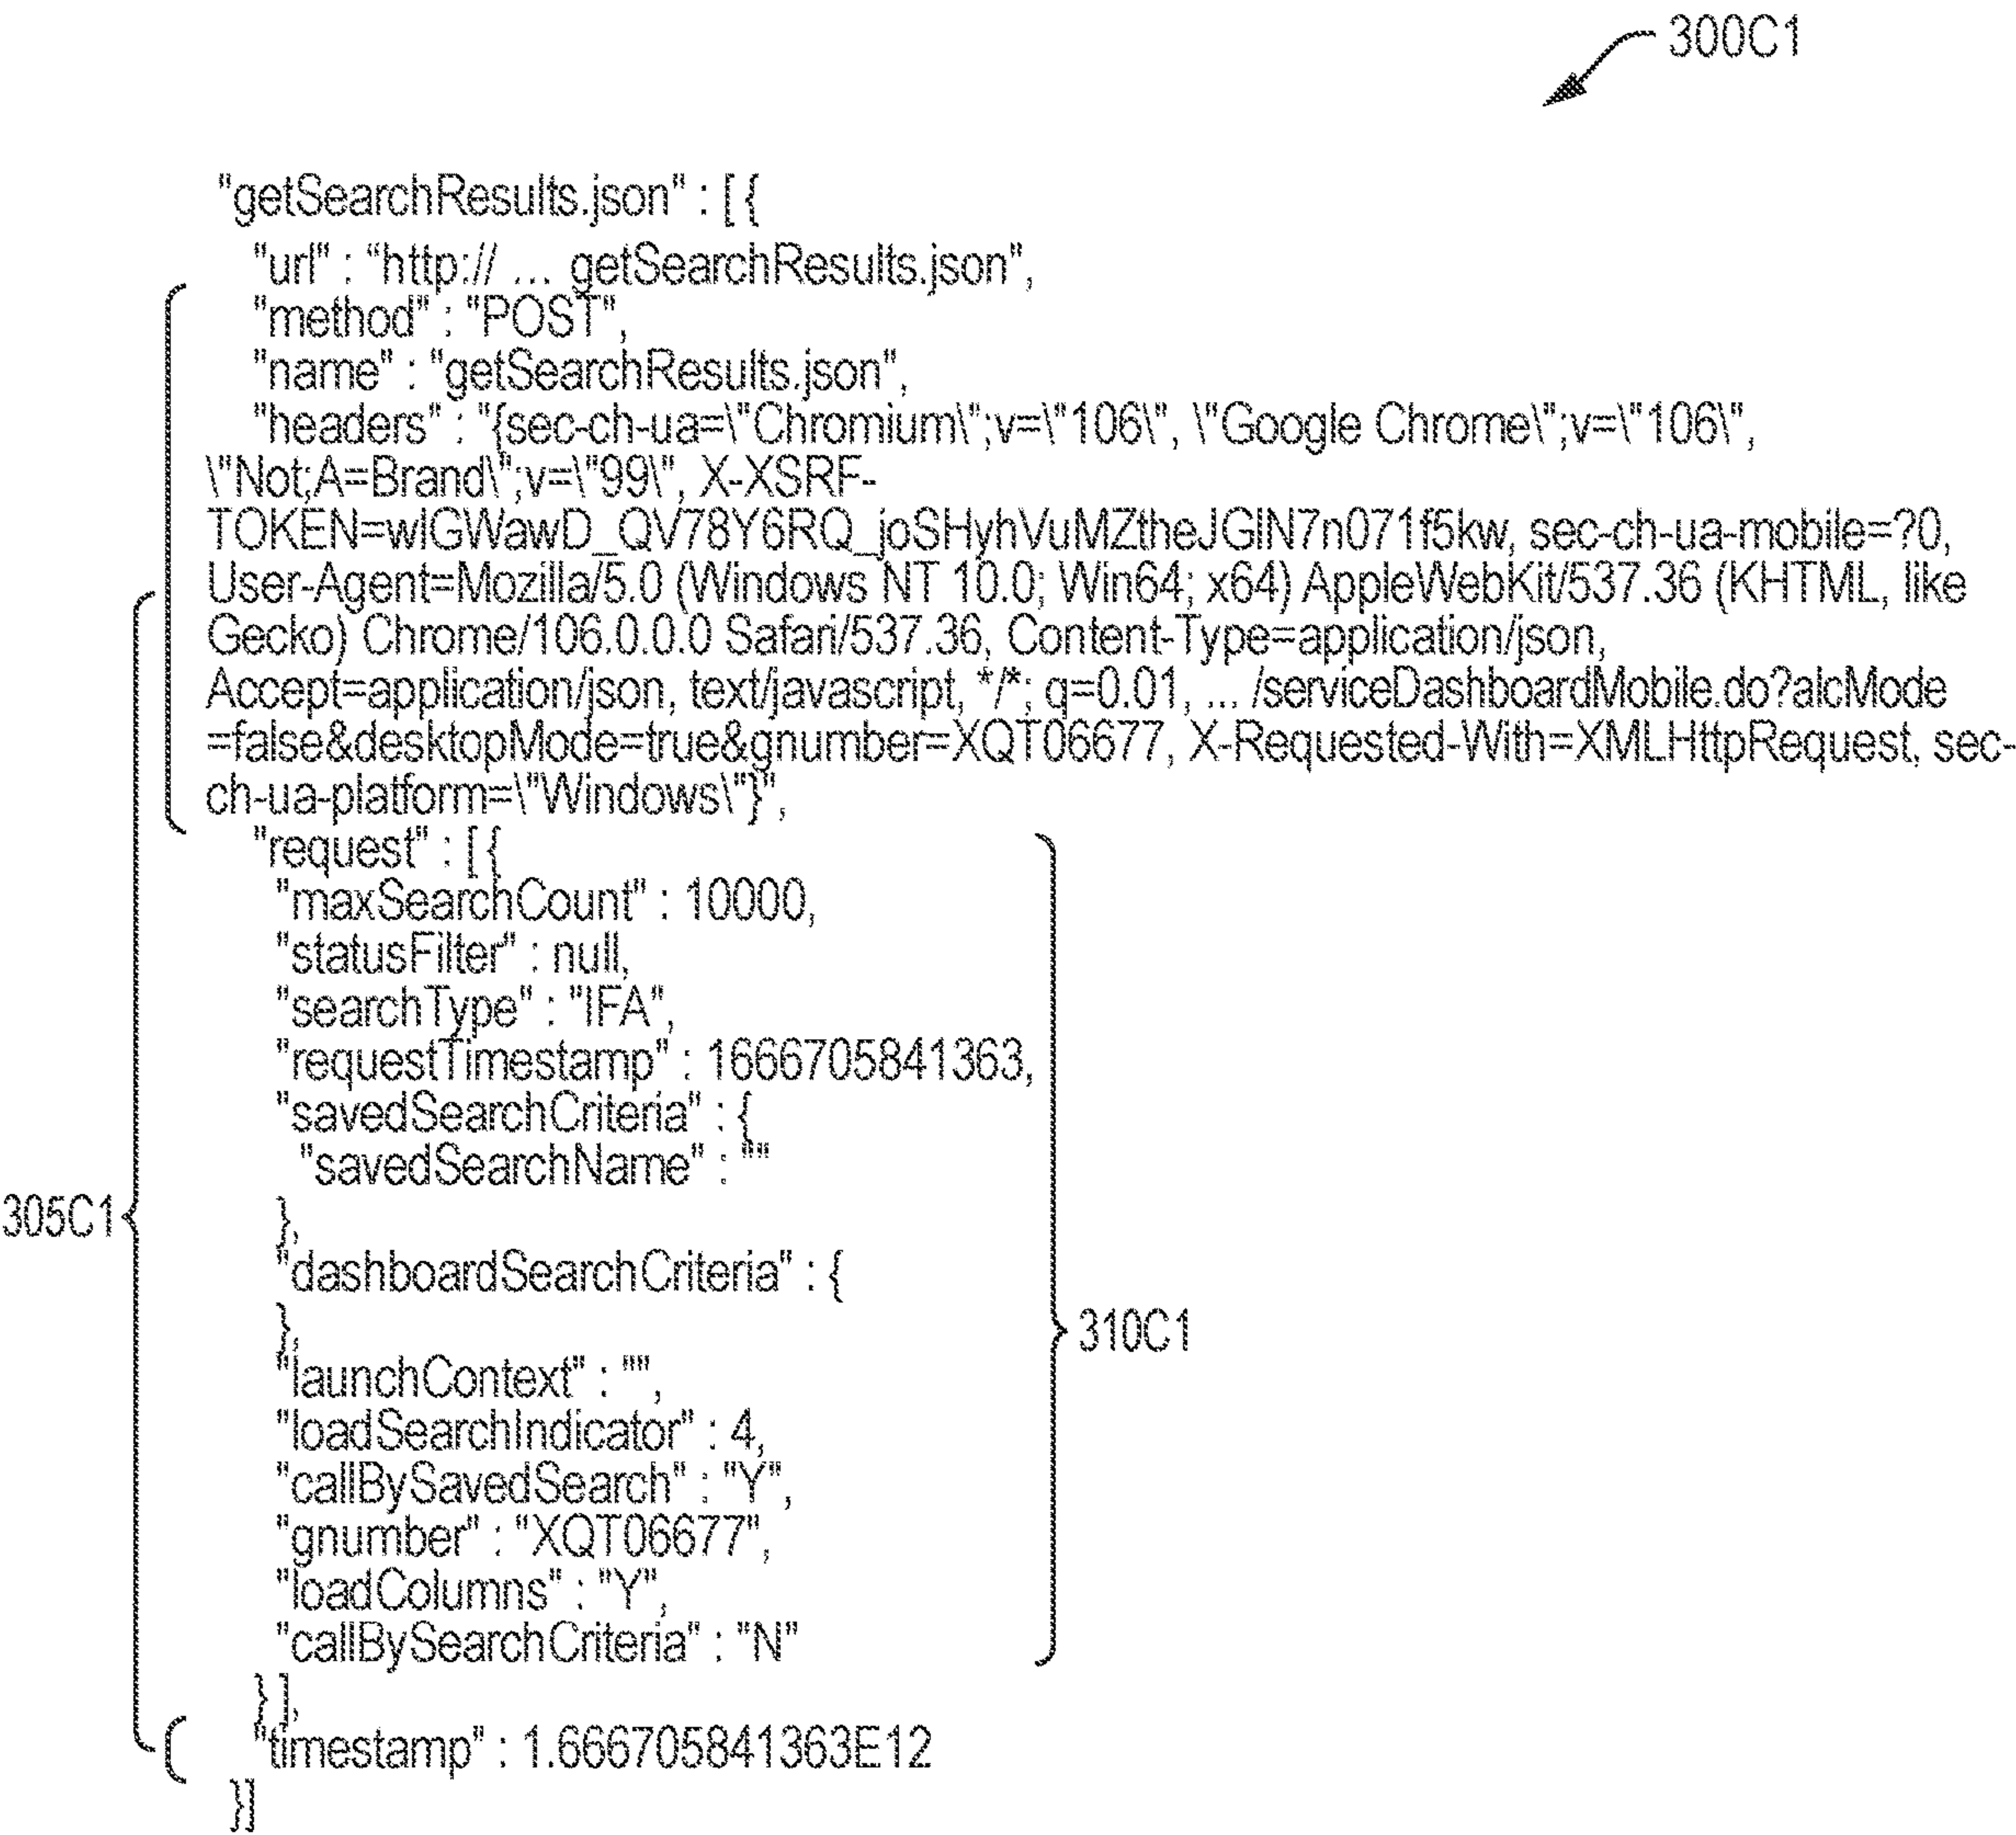 300C1
"getSearchResults.json" : [ {
"url" : “http:// ... getSearchResults.json",
"method" : "POST",
"name" : "getSearchResults.json",
"headers" : "{sec-ch-ua=\"Chromium\";v=\"106\", \"Google Chrome\";v=\"106\",
\"Not;A=Brand\";v=\"99\", X-XSRF-
TOKEN=wIGWawD_QV78Y6RQ_joSHyhVuMZtheJGIN7n071f5kw, sec-ch-ua-mobile=?0,
User-Agent=Mozilla/5.0 (Windows NT 10.0; Win64; x64) AppleWebKit/537.36 (KHTML, like
Gecko) Chrome/106.0.0.0 Safari/537.36, Content-Type=application/json,
Accept=application/json, text/javascript, */*; q=0.01, ... /serviceDashboardMobile.do?alcMode
=false&desktopMode=true&gnumber=XQT06677, X-Requested-With=XMLHttpRequest, sec-
ch-ua-platform=\"Windows\"}",
"request" : [ {
"maxSearchCount" : 10000,
"statusFilter" : null,
"searchType" : "IFA",
"requestTimestamp" : 1666705841363,
"savedSearchCriteria" : {
"savedSearchName" : ""
},
"dashboardSearchCriteria" : {
},
"launchContext" : "",
"loadSearchIndicator" : 4,
"callBySavedSearch" : "Y",
"gnumber" : "XQT06677",
"loadColumns" : "Y",
"callBySearchCriteria" : "N"
} ],
"timestamp" : 1.666705841363E12
}]
305C1
310C1